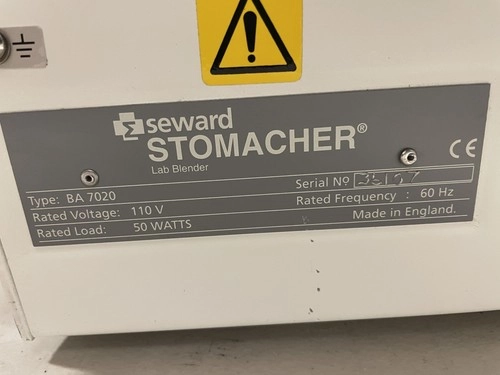 seward
STOMACHER®
Lab Blender
Type: BA 7020
Rated Voltage: 110 V
Rated Load: 50 WATTS
Serial Nº
Rated Frequency : 60 Hz
Made in England.
CE